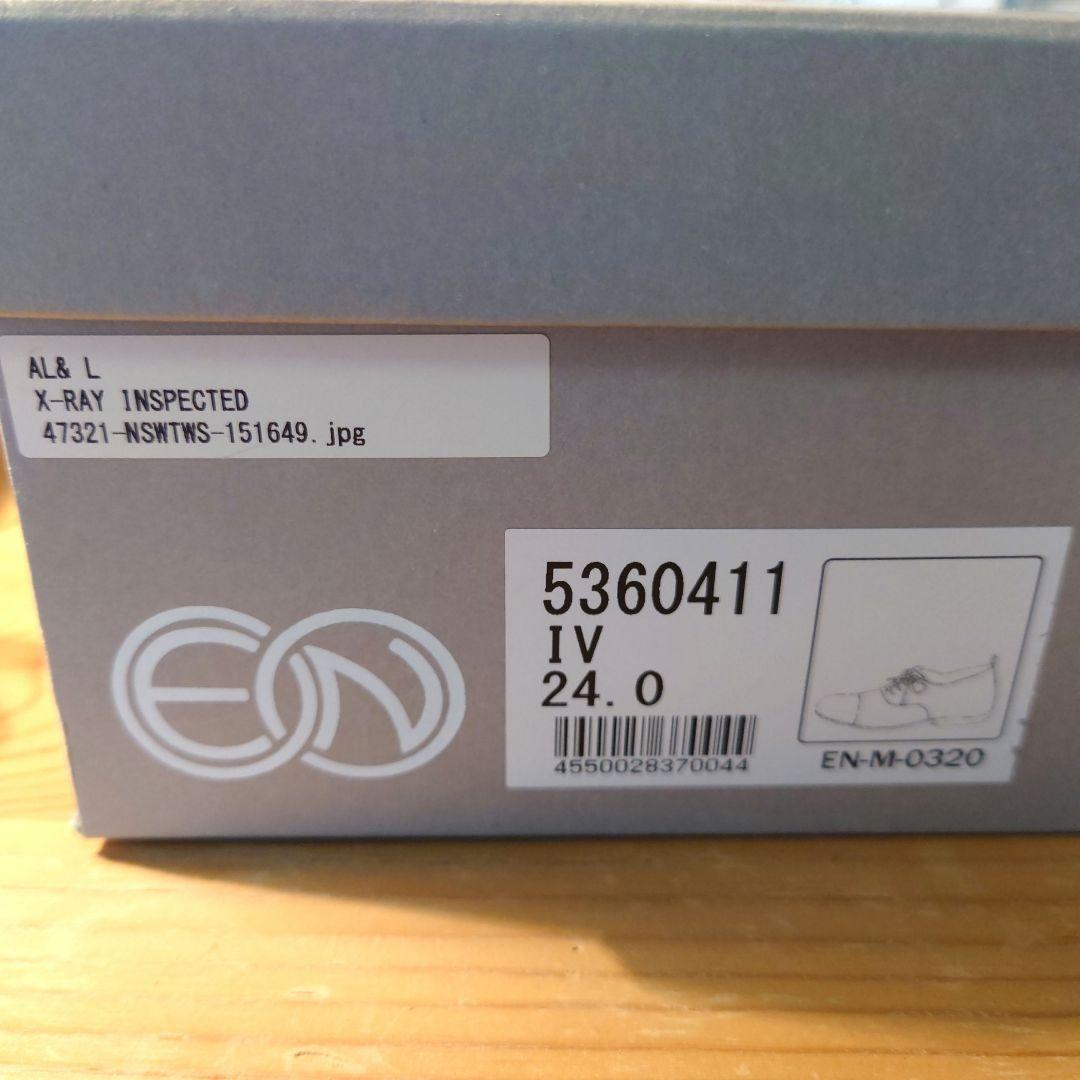 AL& L
X-RAY INSPECTED
47321-NSWTWS-151649.jpg
EN
5360411
IV
24.0
4550028370044
EN-M-0320